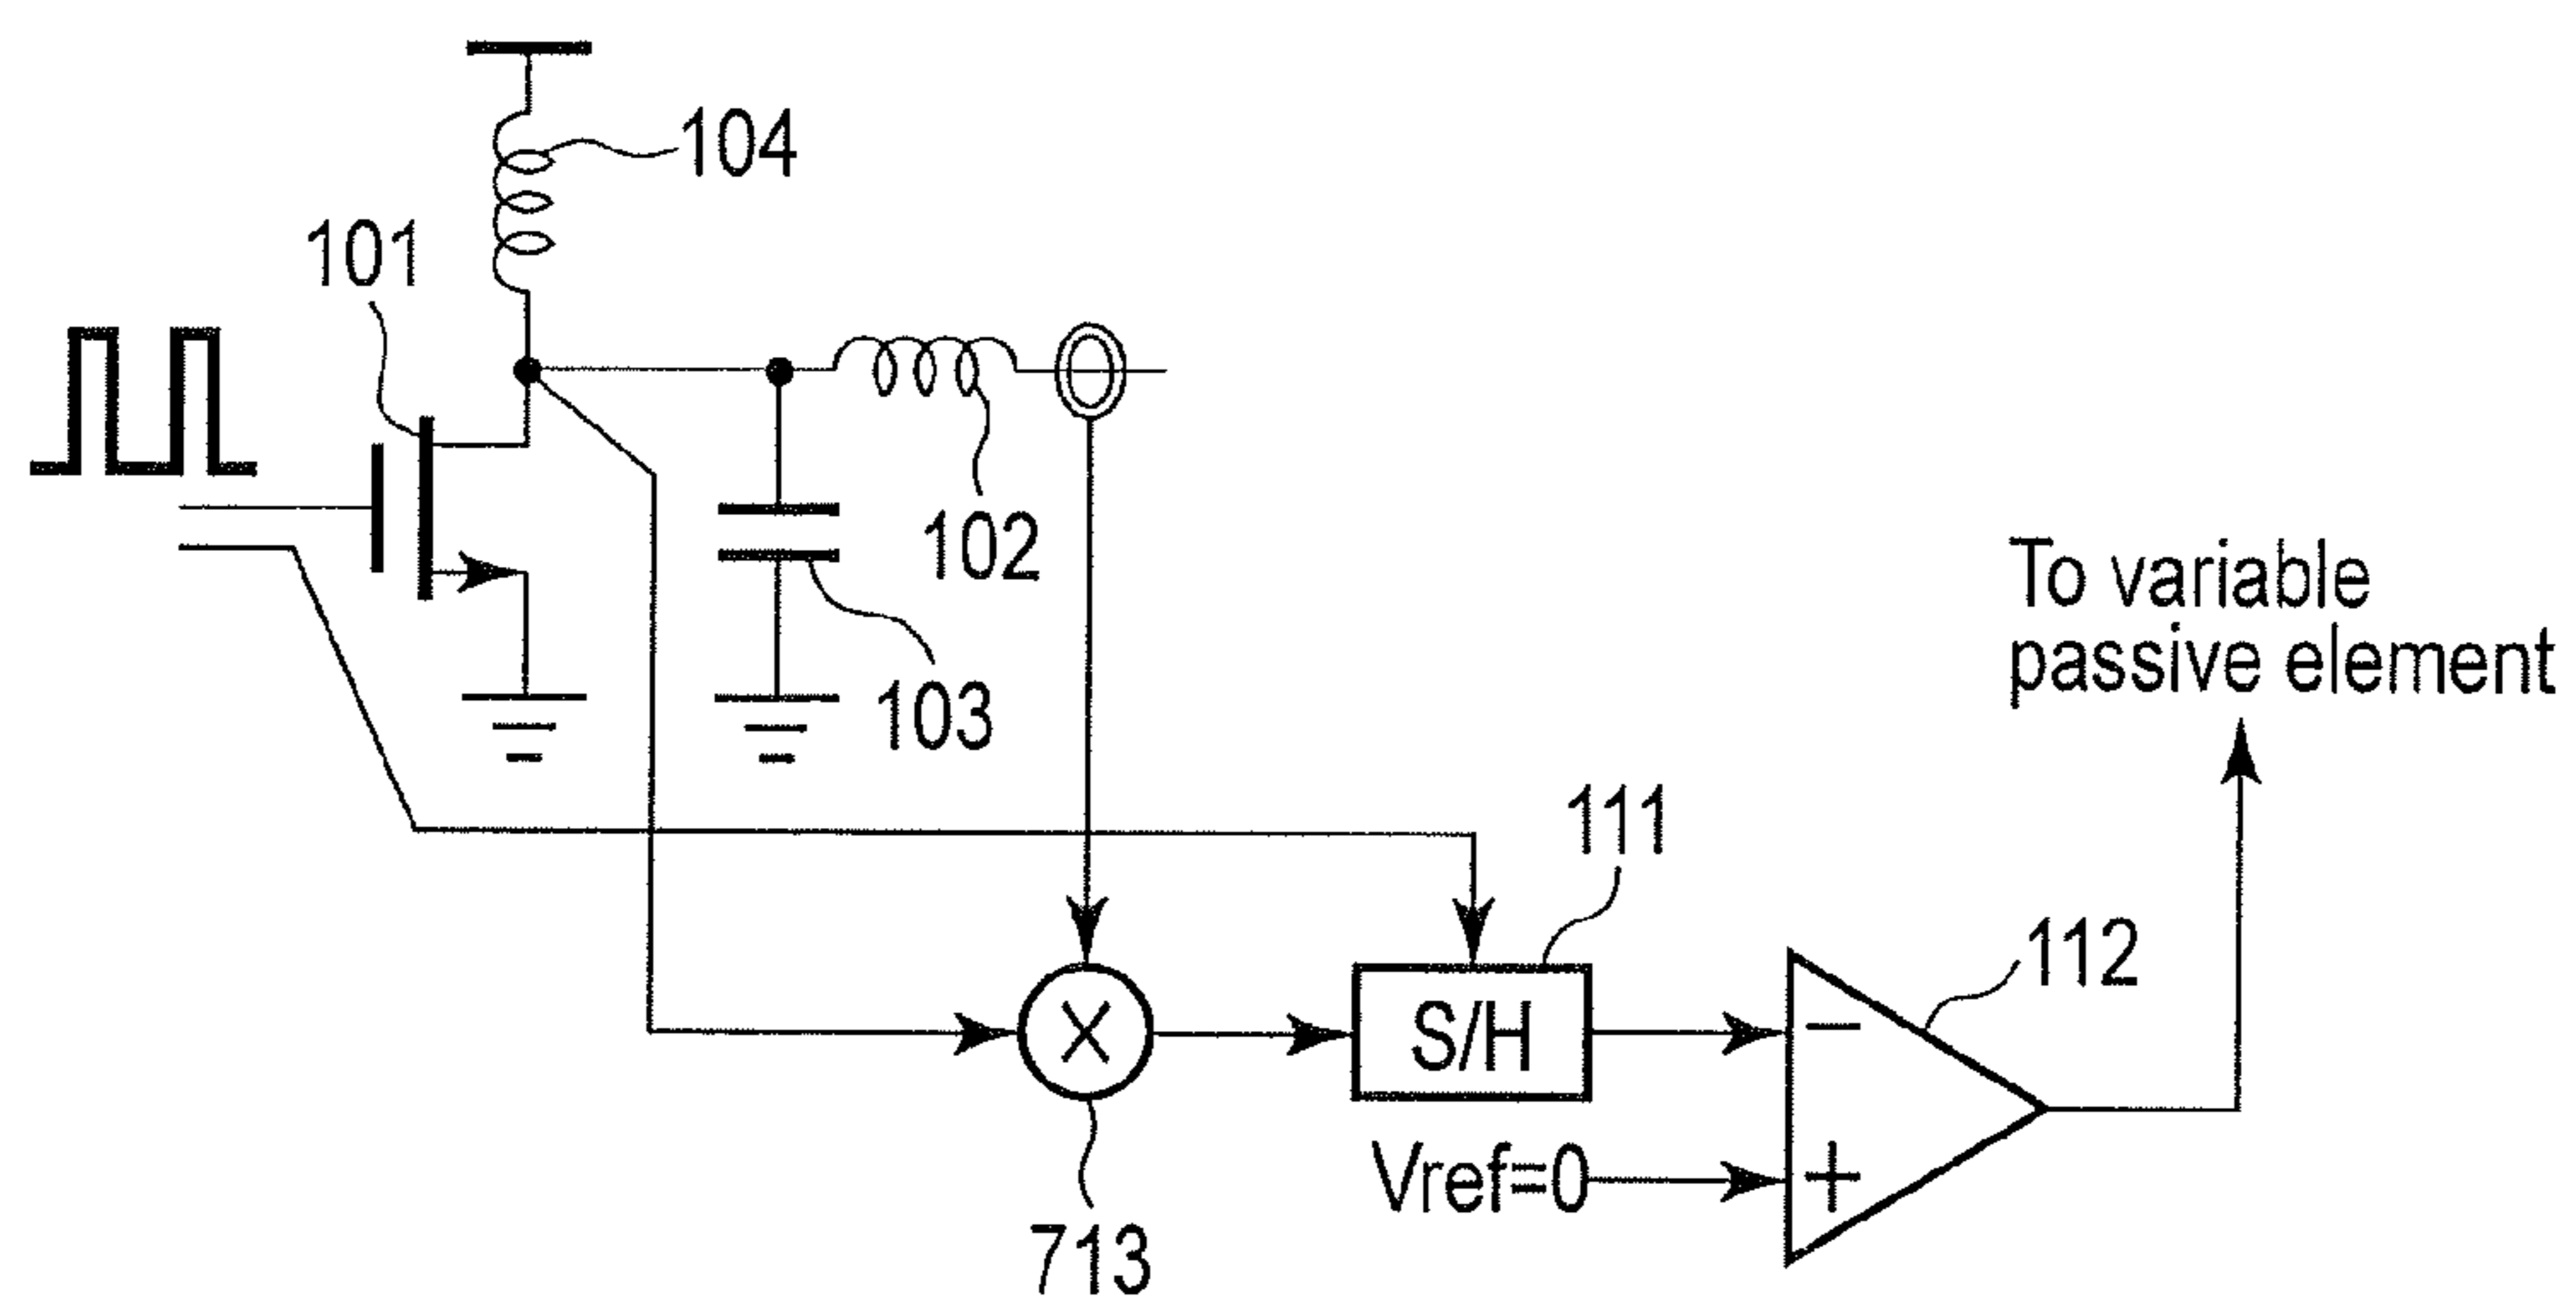 104
101
102
To variable
passive element
103
111
112
X
S/H
−
Vref=0
+
713